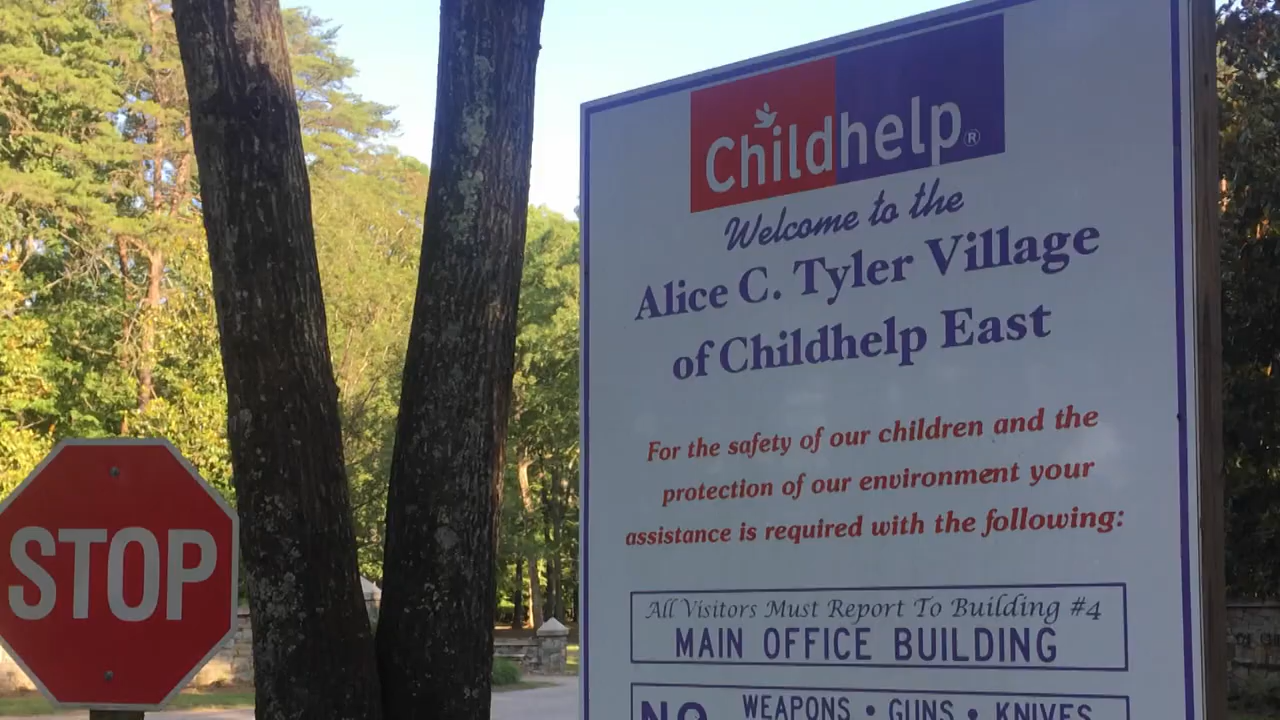 Childhelp®
Welcome to the
Alice C. Tyler Village
of Childhelp East
For the safety of our children and the
protection of our environment your
assistance is required with the following:
All Visitors Must Report To Building #4
MAIN OFFICE BUILDING
NO WEAPONS • GUNS • KNIVES
STOP